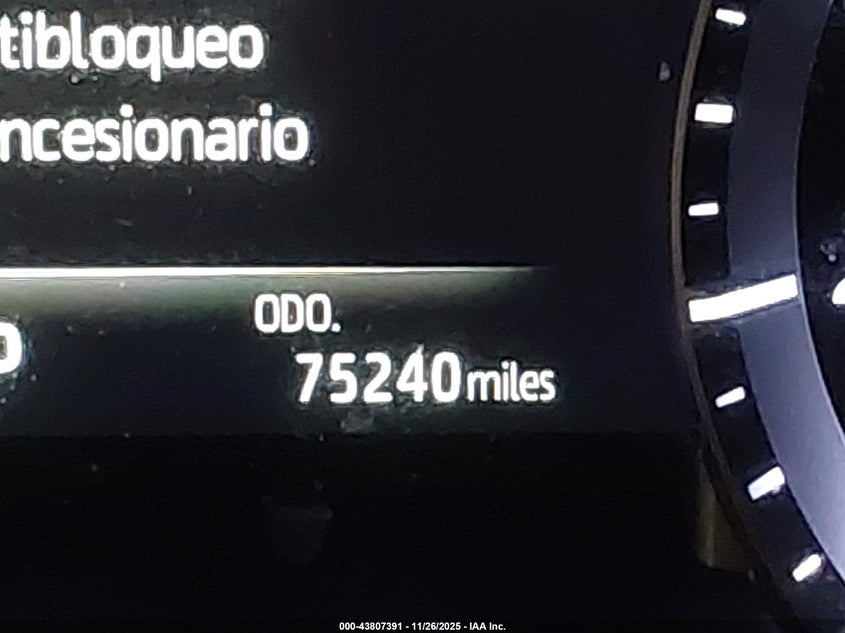 tibloqueo
ncesionario
ODO.
75240 miles
000-43807391 - 11/26/2025 - IAA Inc.